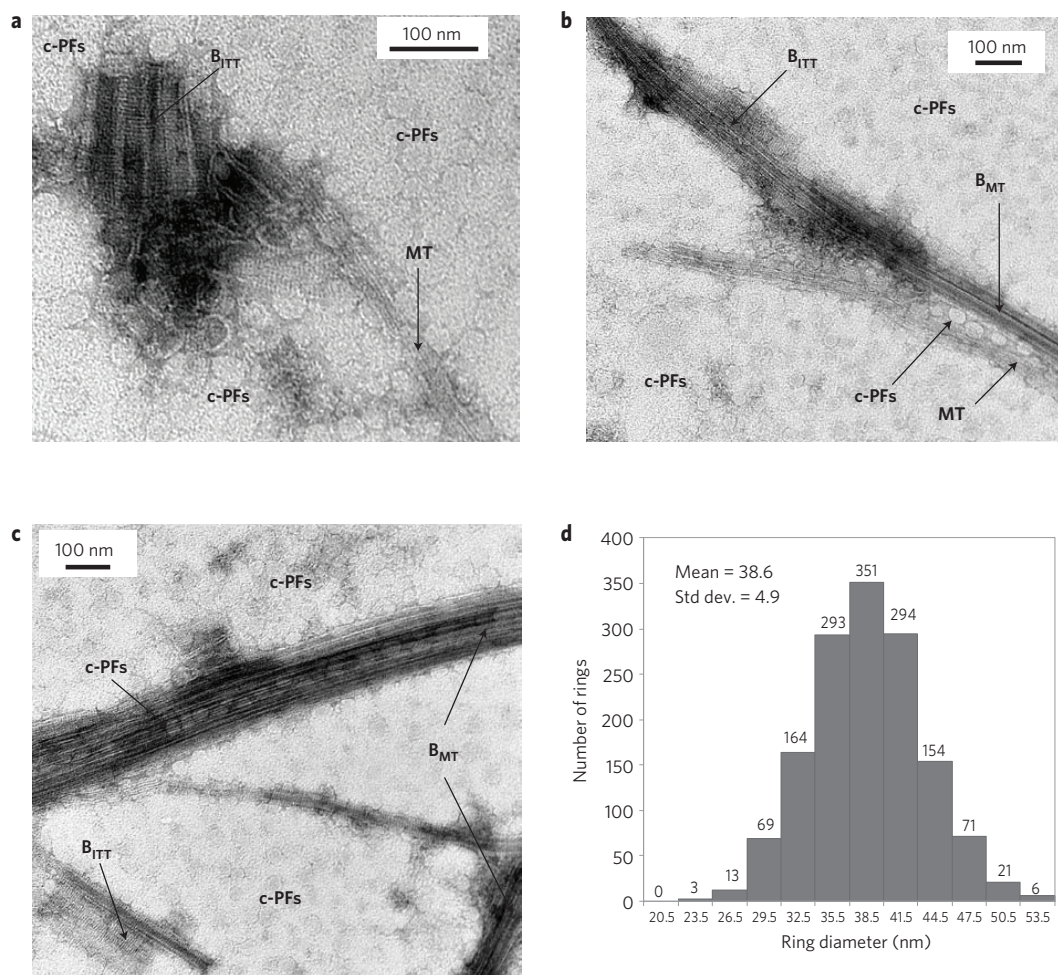 a
c-PFs
B_ITT
100 nm
c-PFs
MT
c-PFs
b
100 nm
B_ITT
c-PFs
B_MT
c-PFs
c-PFs
MT
c
100 nm
c-PFs
c-PFs
B_MT
B_ITT
c-PFs
d
Mean = 38.6
Std dev. = 4.9
Number of rings
400
350
300
250
200
150
100
50
0
0
3
13
69
164
293
351
294
154
71
21
6
20.5 23.5 26.5 29.5 32.5 35.5 38.5 41.5 44.5 47.5 50.5 53.5
Ring diameter (nm)